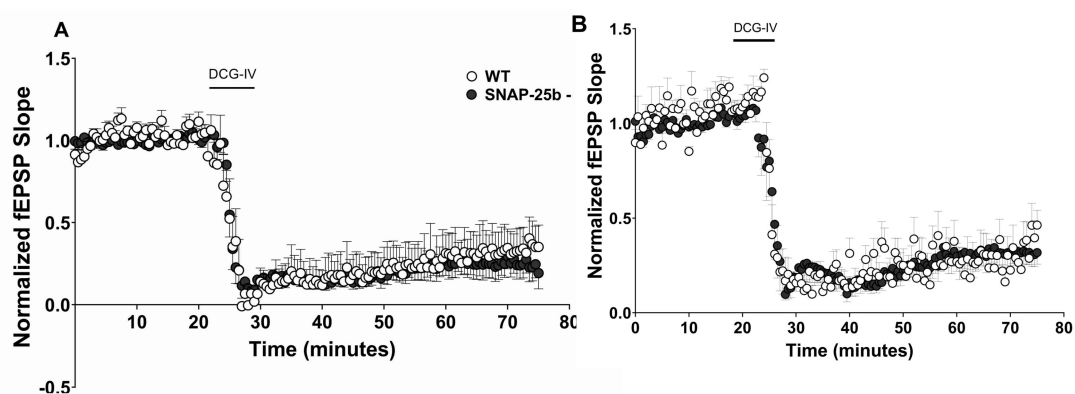 A
1.5
1.0
0.5
0.0
-0.5
Normalized fEPSP Slope
DCG-IV
WT
SNAP-25b -
0 10 20 30 40 50 60 70 80
Time (minutes)
B
1.5
1.0
0.5
0.0
Normalized fEPSP Slope
DCG-IV
0 10 20 30 40 50 60 70 80
Time (minutes)